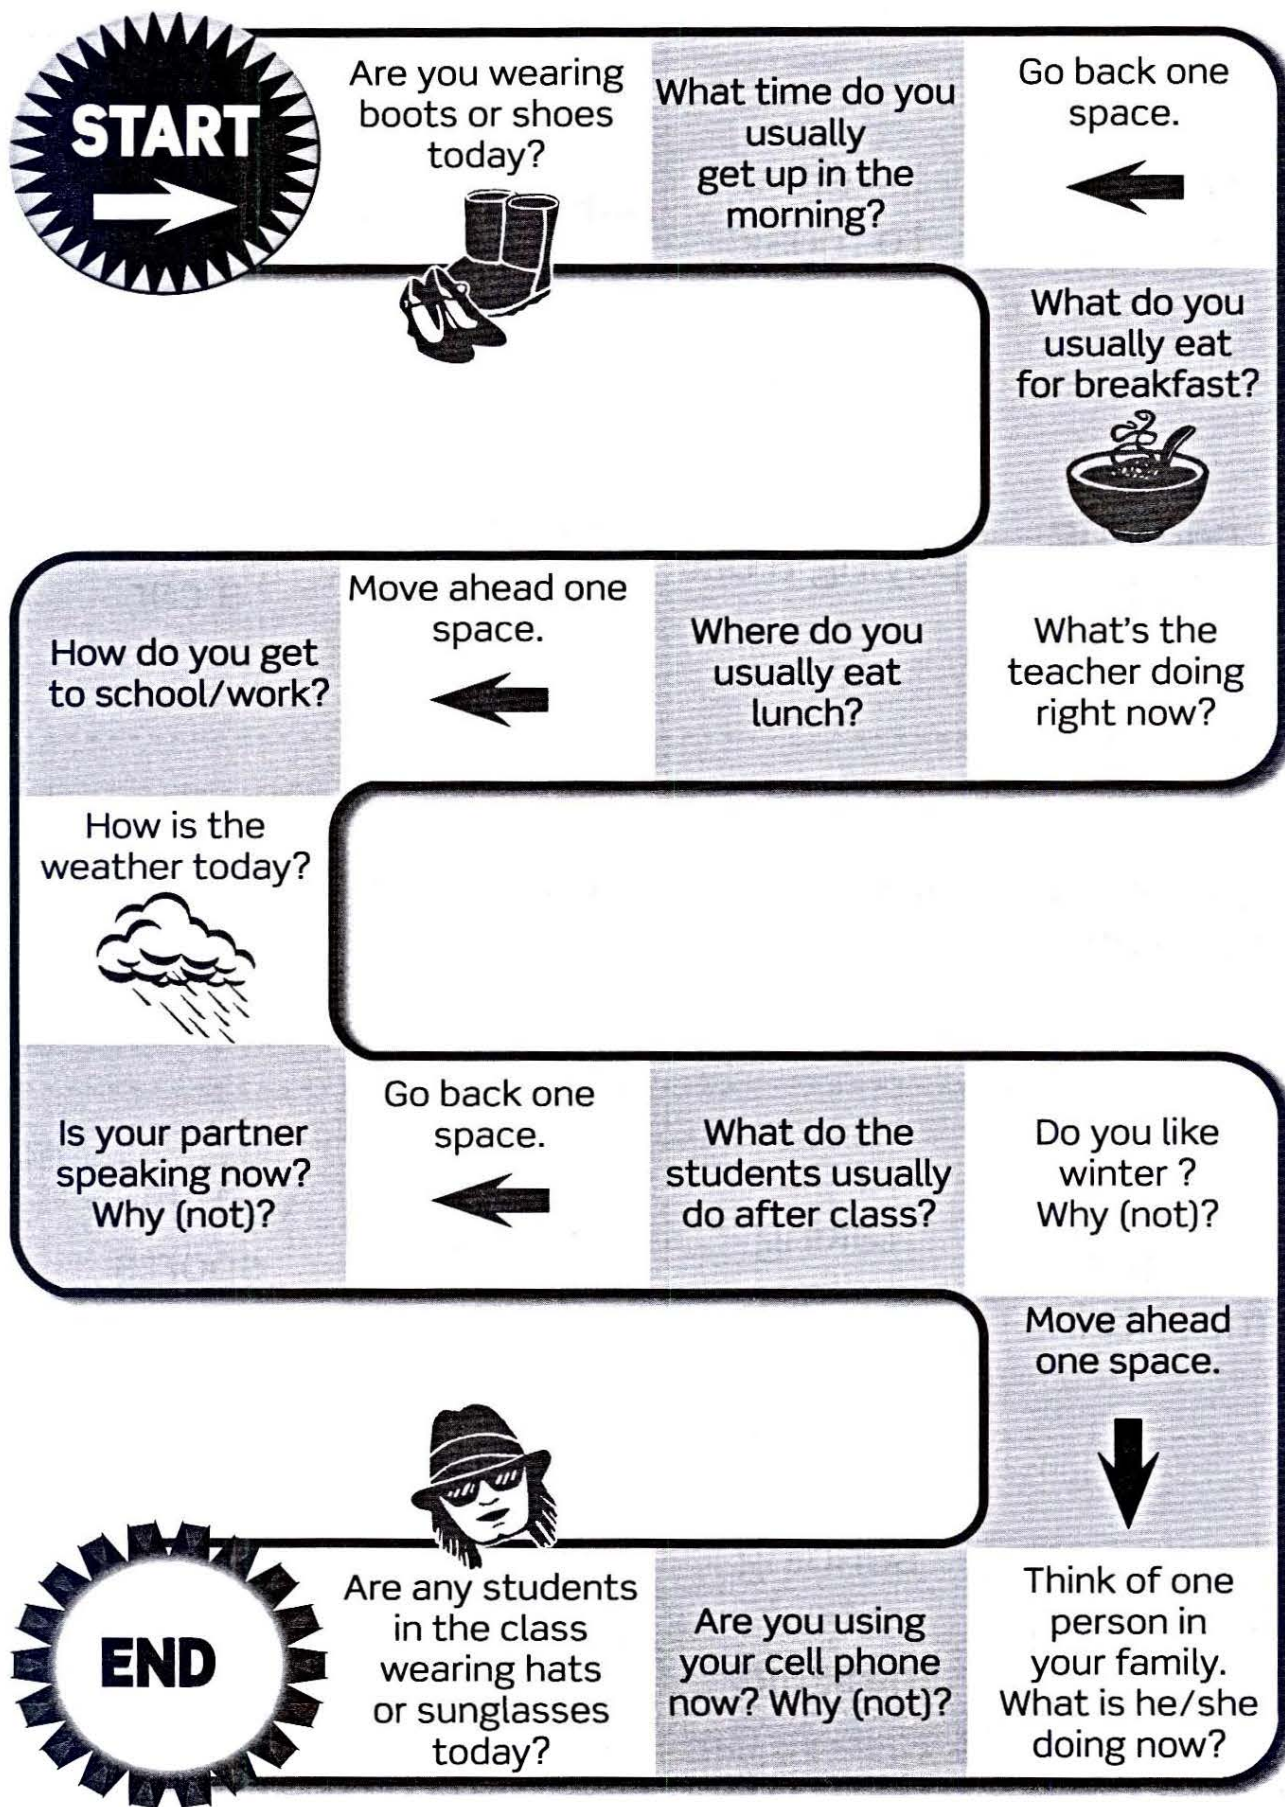 START
Are you wearing
boots or shoes
today?
What time do you
usually
get up in the
morning?
Go back one
space.
What do you
usually eat
for breakfast?
What's the
teacher doing
right now?
Where do you
usually eat
lunch?
Move ahead one
space.
How do you get
to school/work?
How is the
weather today?
Is your partner
speaking now?
Why (not)?
Go back one
space.
What do the
students usually
do after class?
Do you like
winter ?
Why (not)?
Move ahead
one space.
Think of one
person in
your family.
What is he/she
doing now?
Are you using
your cell phone
now? Why (not)?
Are any students
in the class
wearing hats
or sunglasses
today?
END